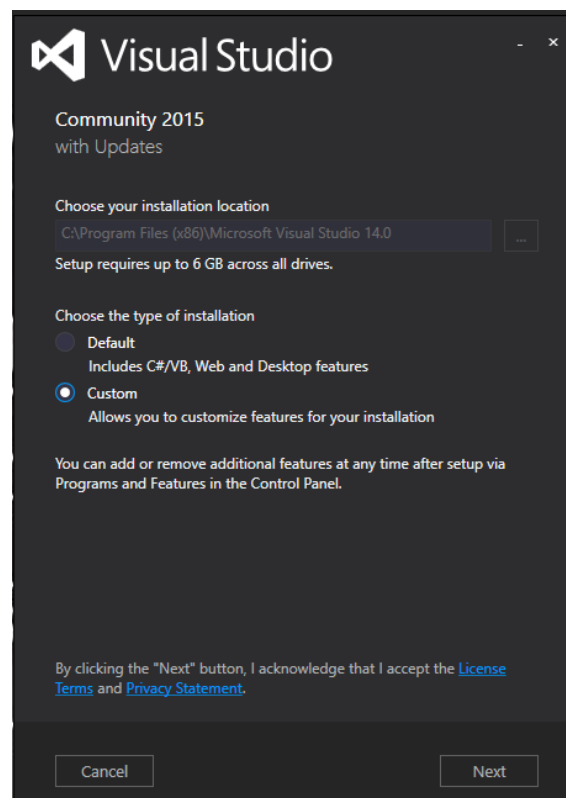 Visual Studio
Community 2015
with Updates
Choose your installation location
C:\Program Files (x86)\Microsoft Visual Studio 14.0
...
Setup requires up to 6 GB across all drives.
Choose the type of installation
Default
Includes C#/VB, Web and Desktop features
Custom
Allows you to customize features for your installation
You can add or remove additional features at any time after setup via
Programs and Features in the Control Panel.
By clicking the "Next" button, I acknowledge that I accept the License
Terms and Privacy Statement.
Cancel Next